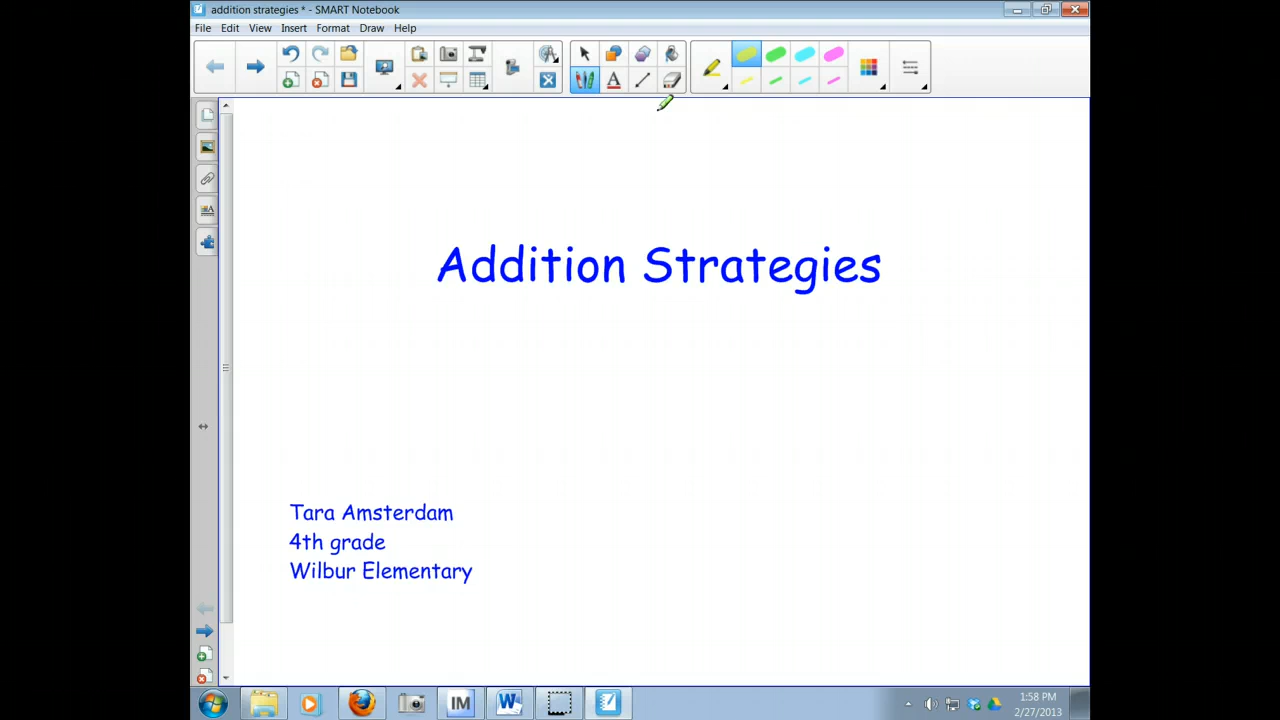 addition strategies * - SMART Notebook
File Edit View Insert Format Draw Help
Addition Strategies
Tara Amsterdam
4th grade
Wilbur Elementary
IM
W
1:58 PM
2/27/2013